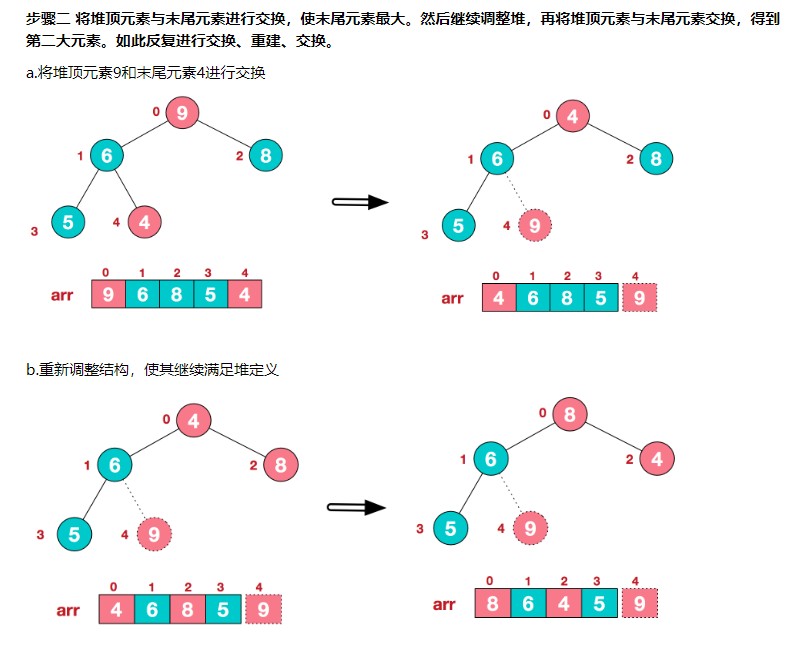 步骤二 将堆顶元素与末尾元素进行交换，使末尾元素最大。然后继续调整堆，再将堆顶元素与末尾元素交换，得到
第二大元素。如此反复进行交换、重建、交换。
a.将堆顶元素9和末尾元素4进行交换
0 9
1 6 2 8
3 5 4 4
0 1 2 3 4
arr 9 6 8 5 4
0 4
1 6 2 8
3 5 4 9
0 1 2 3 4
arr 4 6 8 5 9
b.重新调整结构，使其继续满足堆定义
0 4
1 6 2 8
3 5 4 9
0 1 2 3 4
arr 4 6 8 5 9
0 8
1 6 2 4
3 5 4 9
0 1 2 3 4
arr 8 6 4 5 9